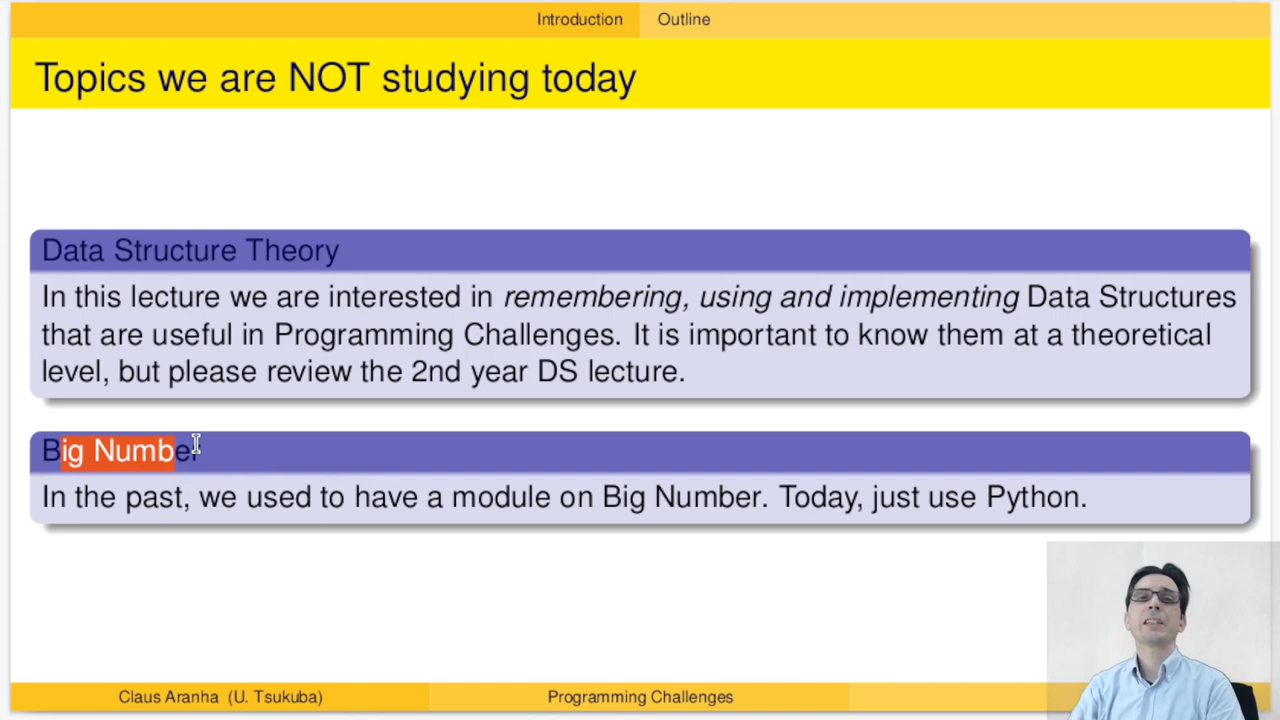 Introduction Outline
Topics we are NOT studying today
Data Structure Theory
In this lecture we are interested in remembering, using and implementing Data Structures
that are useful in Programming Challenges. It is important to know them at a theoretical
level, but please review the 2nd year DS lecture.
Big Number
In the past, we used to have a module on Big Number. Today, just use Python.
Claus Aranha (U. Tsukuba) Programming Challenges